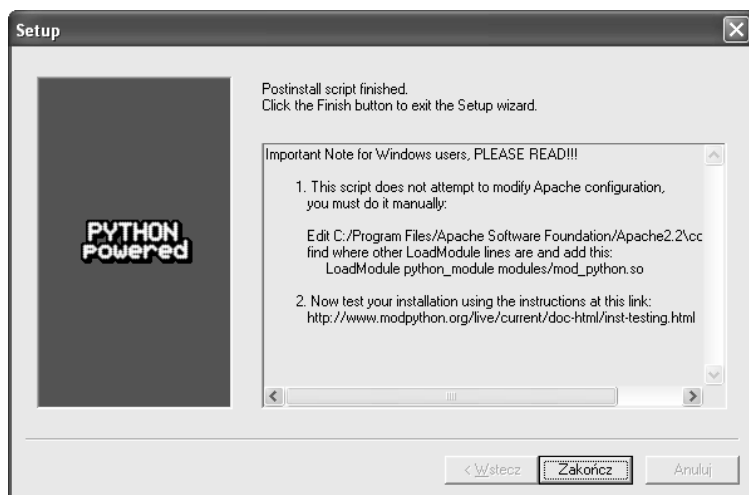 Setup
PYTHON
powered
Postinstall script finished.
Click the Finish button to exit the Setup wizard.
Important Note for Windows users, PLEASE READ!!!
1. This script does not attempt to modify Apache configuration,
you must do it manually:
Edit C:/Program Files/Apache Software Foundation/Apache2.2\cc
find where other LoadModule lines are and add this:
LoadModule python_module modules/mod_python.so
2. Now test your installation using the instructions at this link:
http://www.modpython.org/live/current/doc-html/inst-testing.html
< Wstecz
Zakończ
Anuluj